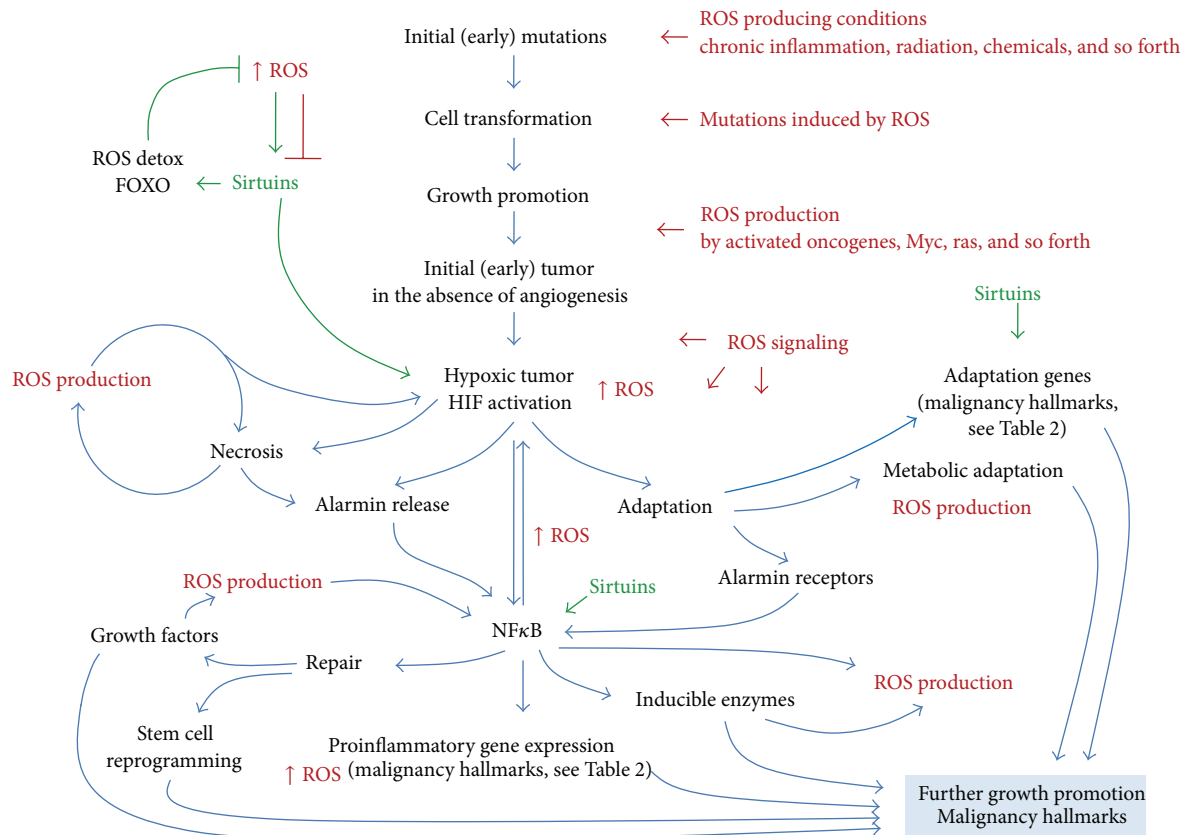 Initial (early) mutations
ROS producing conditions
chronic inflammation, radiation, chemicals, and so forth
↑ ROS
Cell transformation
Mutations induced by ROS
ROS detox
FOXO
Sirtuins
Growth promotion
ROS production
by activated oncogenes, Myc, ras, and so forth
Initial (early) tumor
in the absence of angiogenesis
Sirtuins
ROS signaling
ROS production
Hypoxic tumor
HIF activation
↑ ROS
Adaptation genes
(malignancy hallmarks,
see Table 2)
Necrosis
Metabolic adaptation
Alarmin release
Adaptation
ROS production
↑ ROS
Alarmin receptors
ROS production
Sirtuins
NFκB
Growth factors
Repair
ROS production
Inducible enzymes
Stem cell
reprogramming
Proinflammatory gene expression
↑ ROS (malignancy hallmarks, see Table 2)
Further growth promotion
Malignancy hallmarks